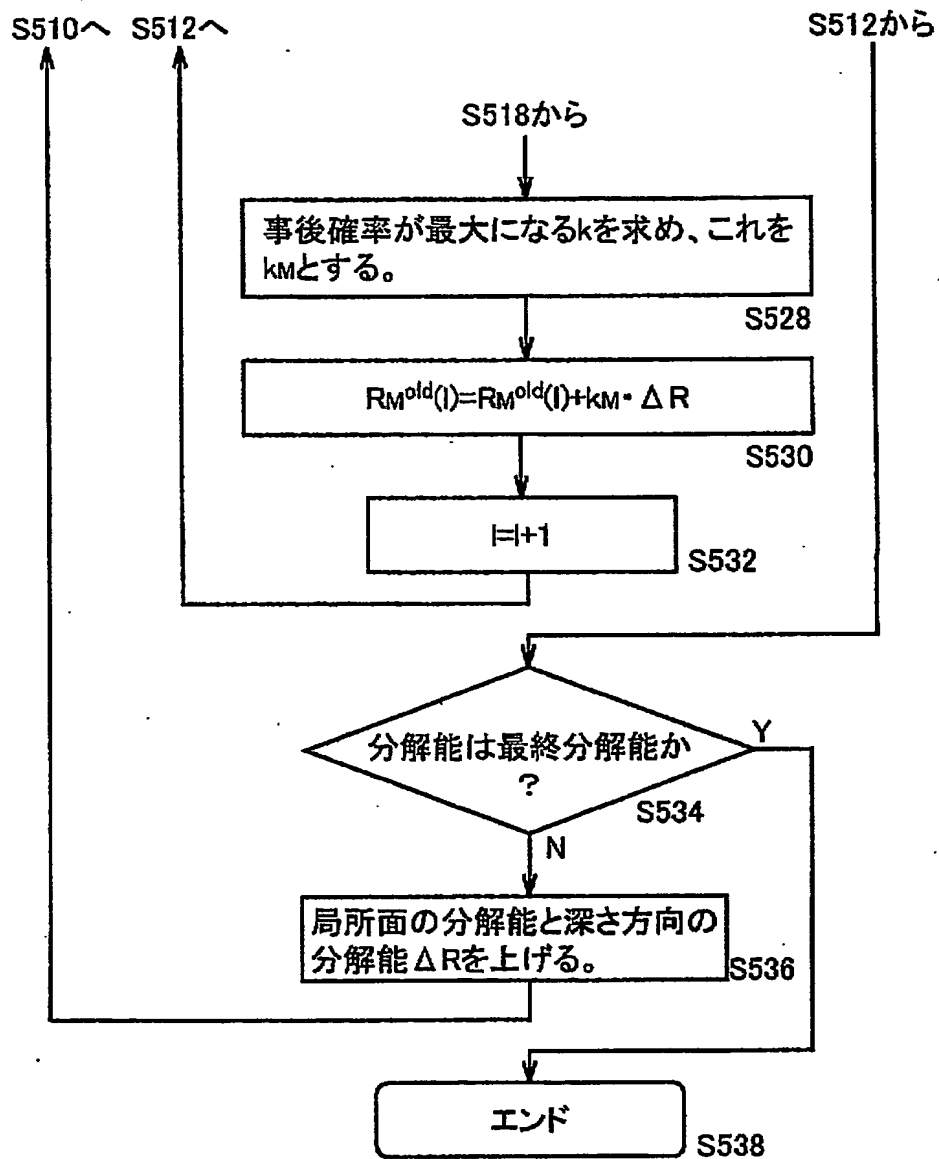 S510へ S512へ
S512から
S518から
事後確率が最大になるkを求め、これを
kMとする。
S528
RM^old(l)=RM^old(l)+kM・ΔR
S530
l=l+1
S532
分解能は最終分解能か
?
Y
S534
N
局所面の分解能と深さ方向の
分解能ΔRを上げる。
S536
エンド
S538